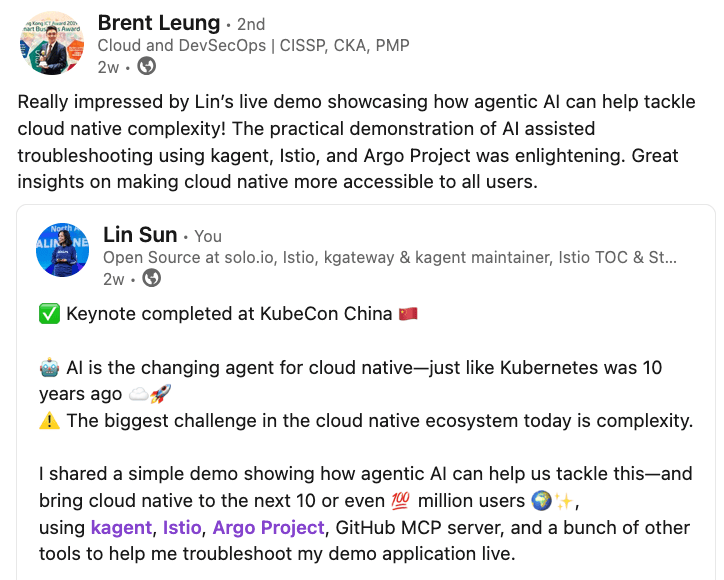 Brent Leung · 2nd
Cloud and DevSecOps | CISSP, CKA, PMP
2w ·
Really impressed by Lin's live demo showcasing how agentic AI can help tackle
cloud native complexity! The practical demonstration of AI assisted
troubleshooting using kagent, Istio, and Argo Project was enlightening. Great
insights on making cloud native more accessible to all users.
Lin Sun · You
Open Source at solo.io, Istio, kgateway & kagent maintainer, Istio TOC & St...
2w ·
✅ Keynote completed at KubeCon China 🇨🇳
🤖 AI is the changing agent for cloud native—just like Kubernetes was 10
years ago ☁️🚀
⚠️ The biggest challenge in the cloud native ecosystem today is complexity.
I shared a simple demo showing how agentic AI can help us tackle this—and
bring cloud native to the next 10 or even 💯 million users 🌍✨,
using kagent, Istio, Argo Project, GitHub MCP server, and a bunch of other
tools to help me troubleshoot my demo application live.